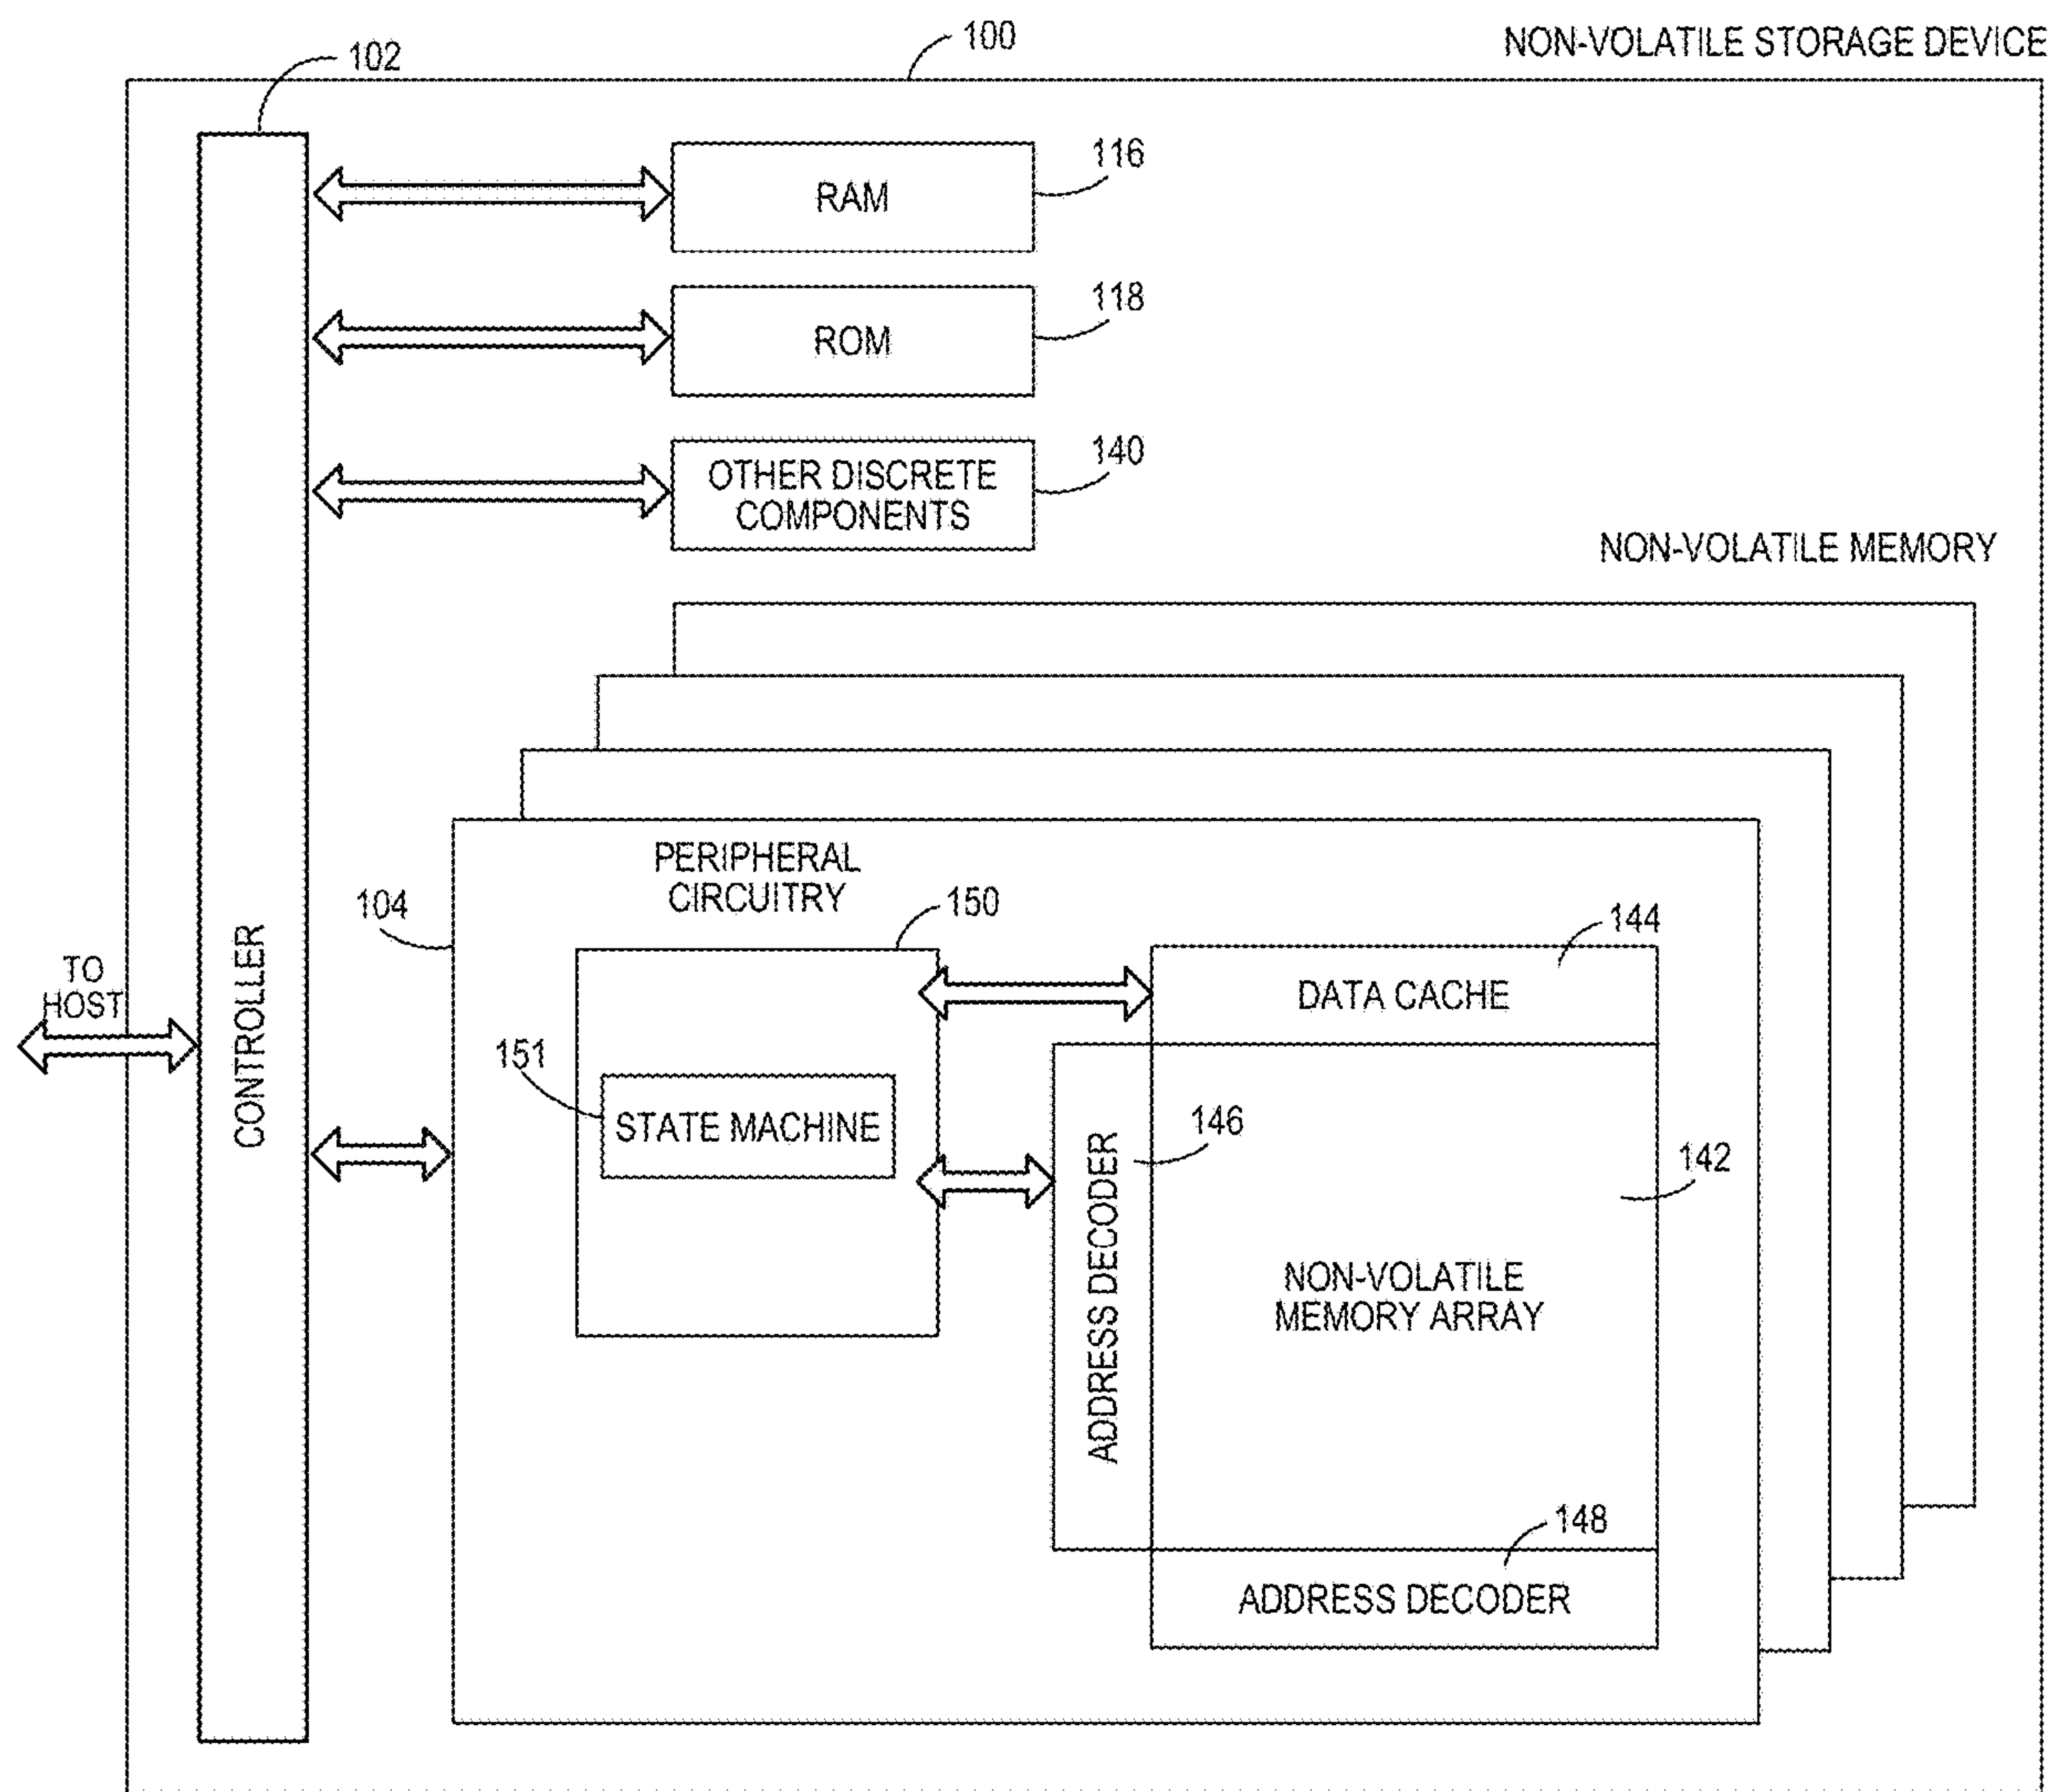 100
NON-VOLATILE STORAGE DEVICE
102
116
RAM
118
ROM
140
OTHER DISCRETE
COMPONENTS
NON-VOLATILE MEMORY
PERIPHERAL
CIRCUITRY
104
150
144
TO
HOST
CONTROLLER
DATA CACHE
151
STATE MACHINE
146
142
ADDRESS DECODER
NON-VOLATILE
MEMORY ARRAY
148
ADDRESS DECODER